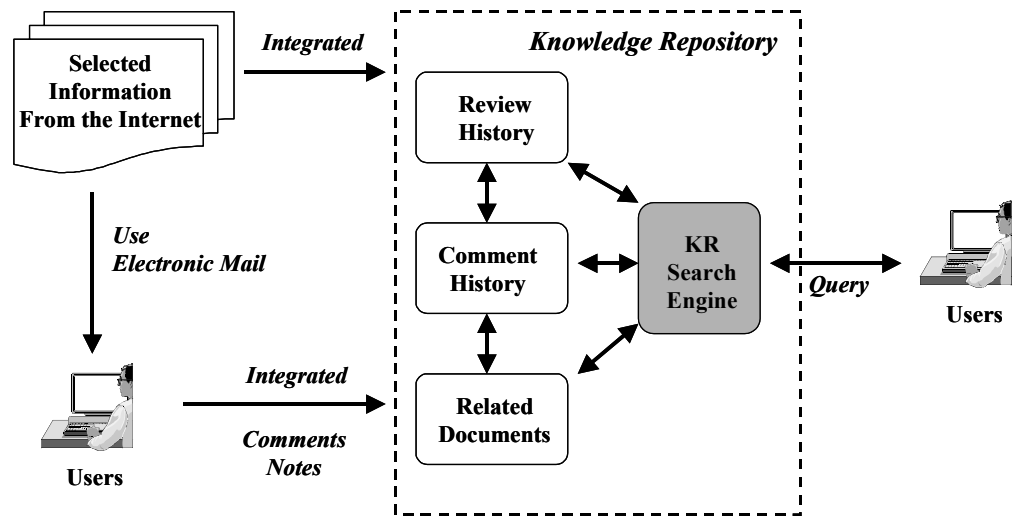 Selected
Information
From the Internet
Integrated
Knowledge Repository
Review
History
Use
Electronic Mail
Comment
History
KR
Search
Engine
Query
Users
Integrated
Related
Documents
Comments
Notes
Users